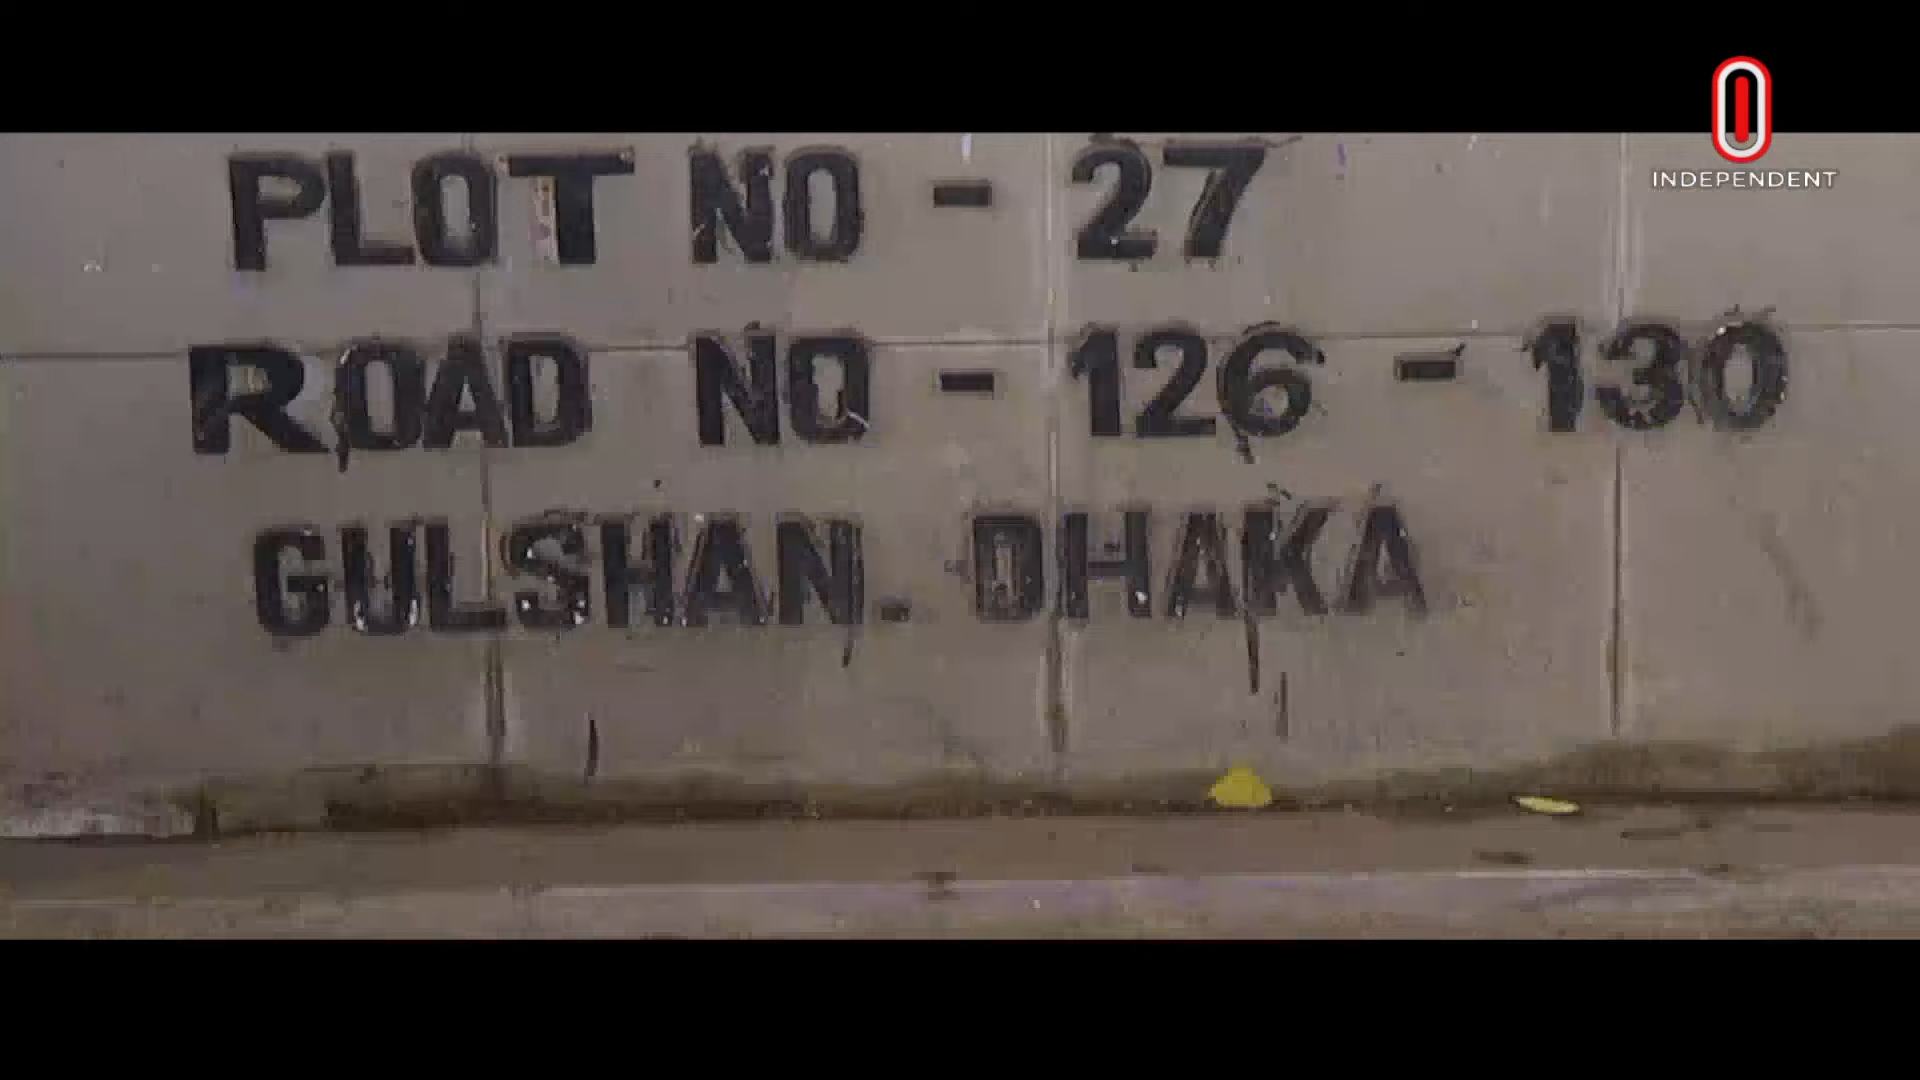 INDEPENDENT
PLOT NO - 27
ROAD NO - 126 - 130
GULSHAN. DHAKA